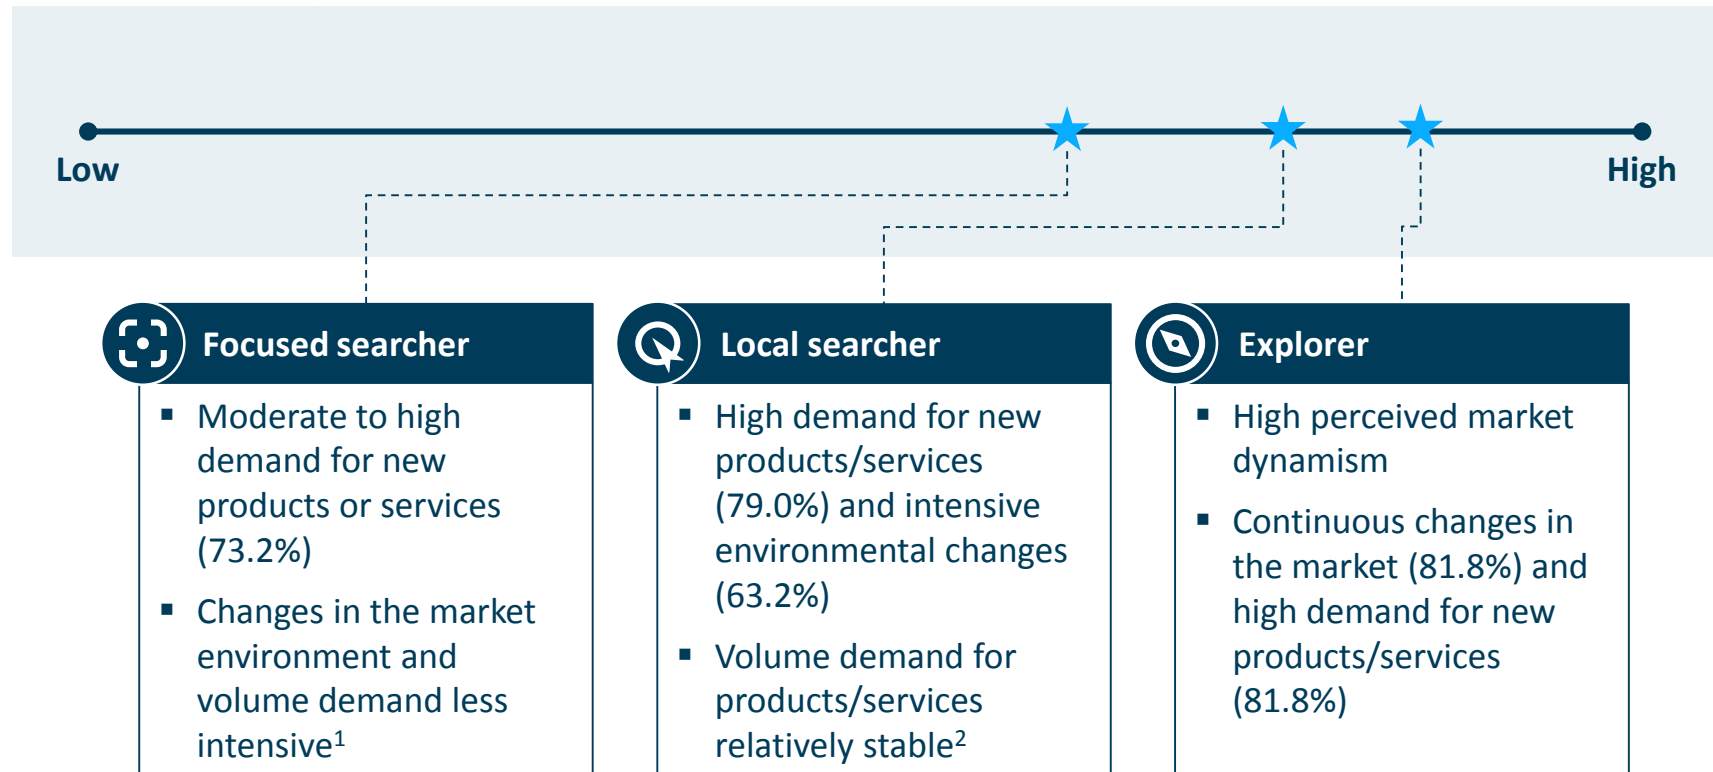 Low
High
Focused searcher
▪ Moderate to high
demand for new
products or services
(73.2%)
▪ Changes in the market
environment and
volume demand less
intensive¹
Local searcher
▪ High demand for new
products/services
(79.0%) and intensive
environmental changes
(63.2%)
▪ Volume demand for
products/services
relatively stable²
Explorer
▪ High perceived market
dynamism
▪ Continuous changes in
the market (81.8%) and
high demand for new
products/services
(81.8%)